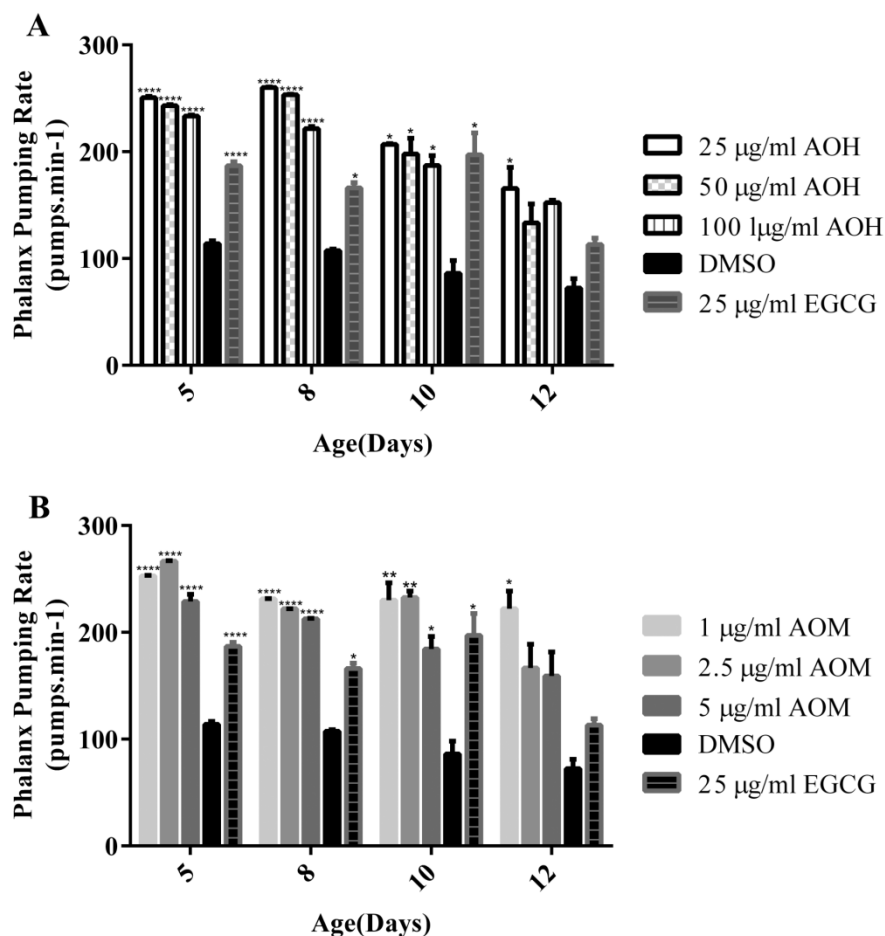 A
Phalanx Pumping Rate
(pumps.min-1)
300
200
100
0
**** **** **** ****
**** **** **** *
* * * *
*
5
8
10
12
Age(Days)
25 µg/ml AOH
50 µg/ml AOH
100 lµg/ml AOH
DMSO
25 µg/ml EGCG
B
Phalanx Pumping Rate
(pumps.min-1)
300
200
100
0
**** **** **** ****
**** **** **** *
** ** * *
*
5
8
10
12
Age(Days)
1 µg/ml AOM
2.5 µg/ml AOM
5 µg/ml AOM
DMSO
25 µg/ml EGCG